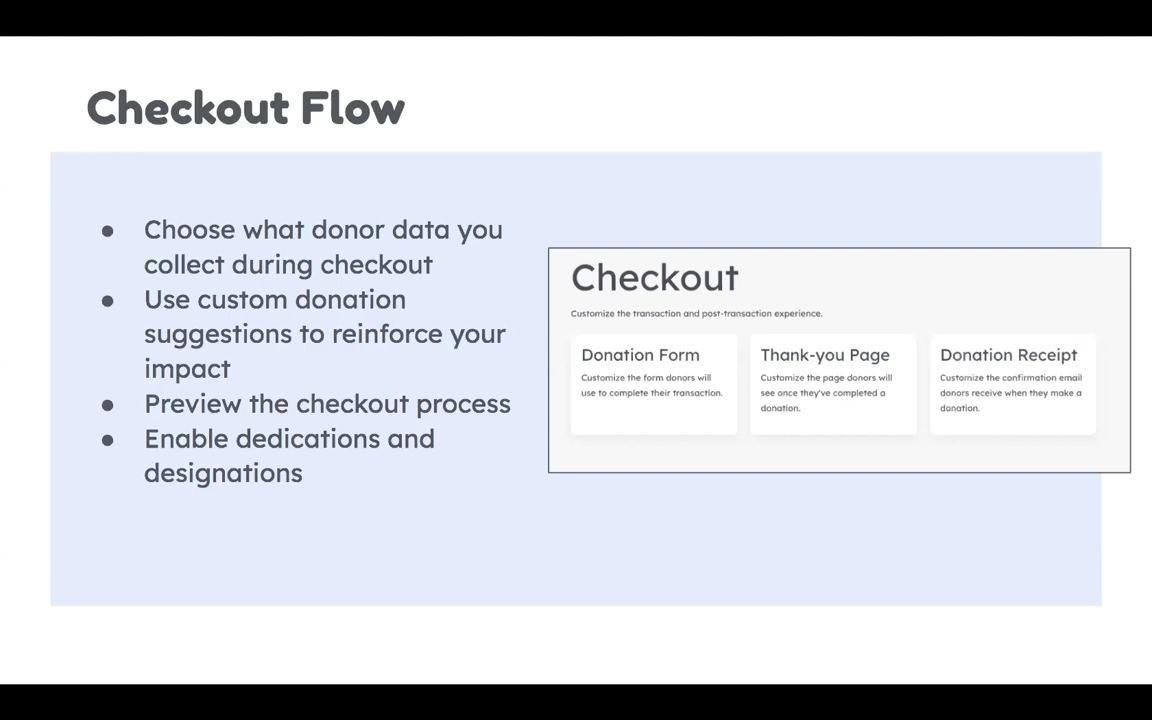 Checkout Flow
● Choose what donor data you
collect during checkout
● Use custom donation
suggestions to reinforce your
impact
● Preview the checkout process
● Enable dedications and
designations
Checkout
Customize the transaction and post-transaction experience.
Donation Form
Customize the form donors will
use to complete their transaction.
Thank-you Page
Customize the page donors will
see once they've completed a
donation.
Donation Receipt
Customize the confirmation email
donors receive when they make a
donation.